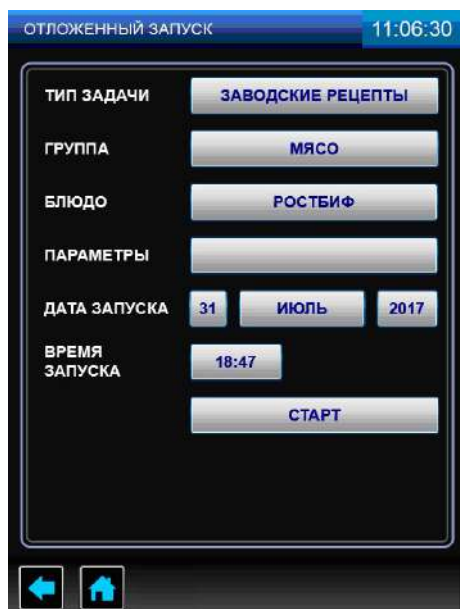 ОТЛОЖЕННЫЙ ЗАПУСК 11:06:30
ТИП ЗАДАЧИ ЗАВОДСКИЕ РЕЦЕПТЫ
ГРУППА МЯСО
БЛЮДО РОСТБИФ
ПАРАМЕТРЫ
ДАТА ЗАПУСКА 31 ИЮЛЬ 2017
ВРЕМЯ
ЗАПУСКА 18:47
СТАРТ